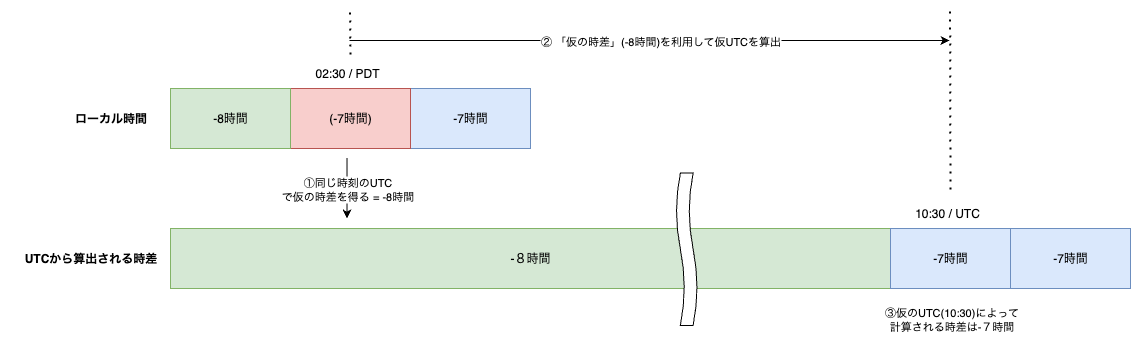 ② 「仮の時差」(-8時間)を利用して仮UTCを算出
02:30 / PDT
ローカル時間
-8時間
(-7時間)
-7時間
①同じ時刻のUTC
で仮の時差を得る = -8時間
10:30 / UTC
UTCから算出される時差
-８時間
-7時間
-7時間
③仮のUTC(10:30)によって
計算される時差は-７時間